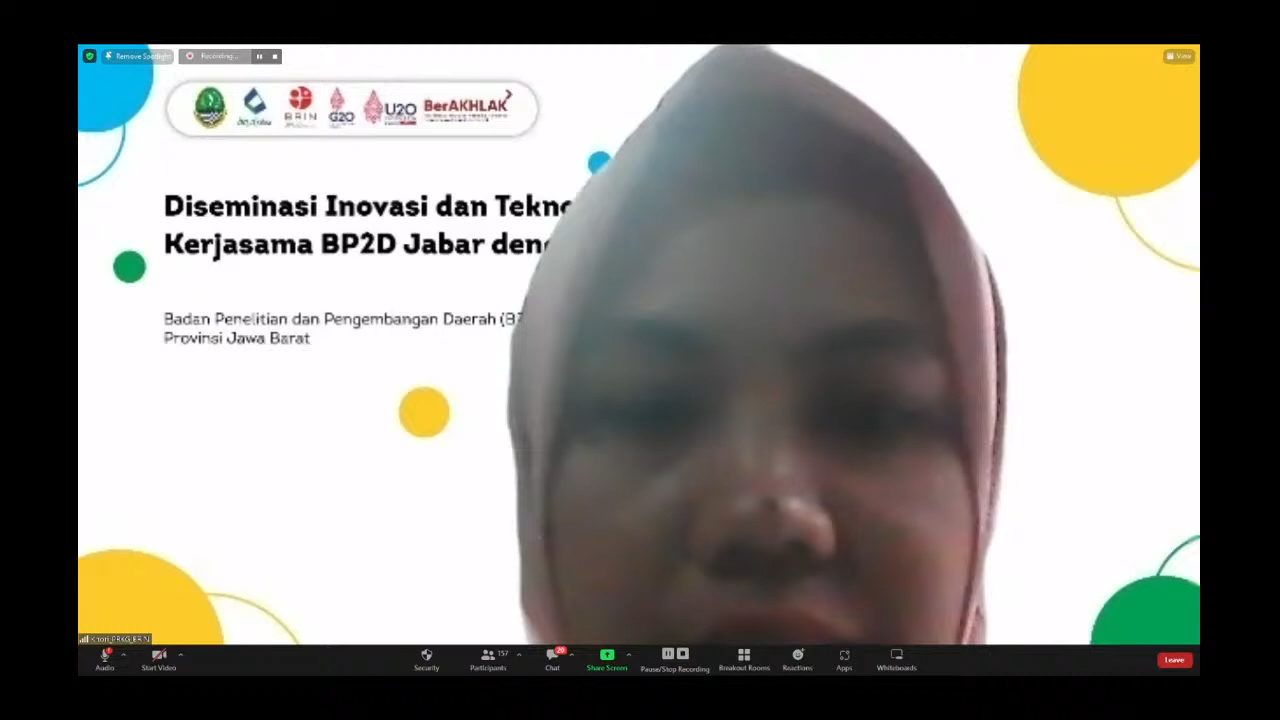 Remove Spotlight
Recording...
View
BRIN
G20
U20
BerAKHLAK
Diseminasi Inovasi dan Tekno
Kerjasama BP2D Jabar deng
Badan Penelitian dan Pengembangan Daerah (B
Provinsi Jawa Barat
Audio
Start Video
Security
Participants
157
Chat
20
Share Screen
Pause/Stop Recording
Breakout Rooms
Reactions
Apps
Whiteboards
Leave